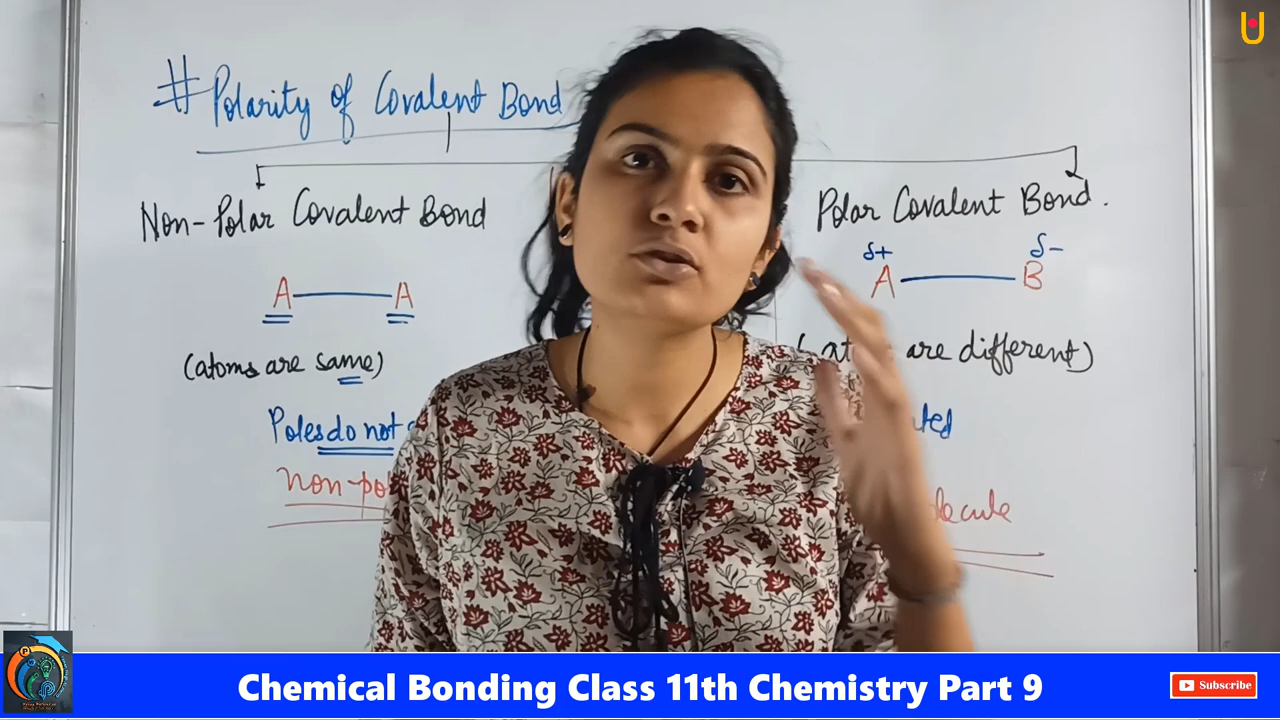 # Polarity of Covalent Bond
Non-Polar Covalent Bond
A A
(atoms are same)
Poles do not
Polar Covalent Bond.
δ+ δ-
A B
are different)
Chemical Bonding Class 11th Chemistry Part 9
Subscribe